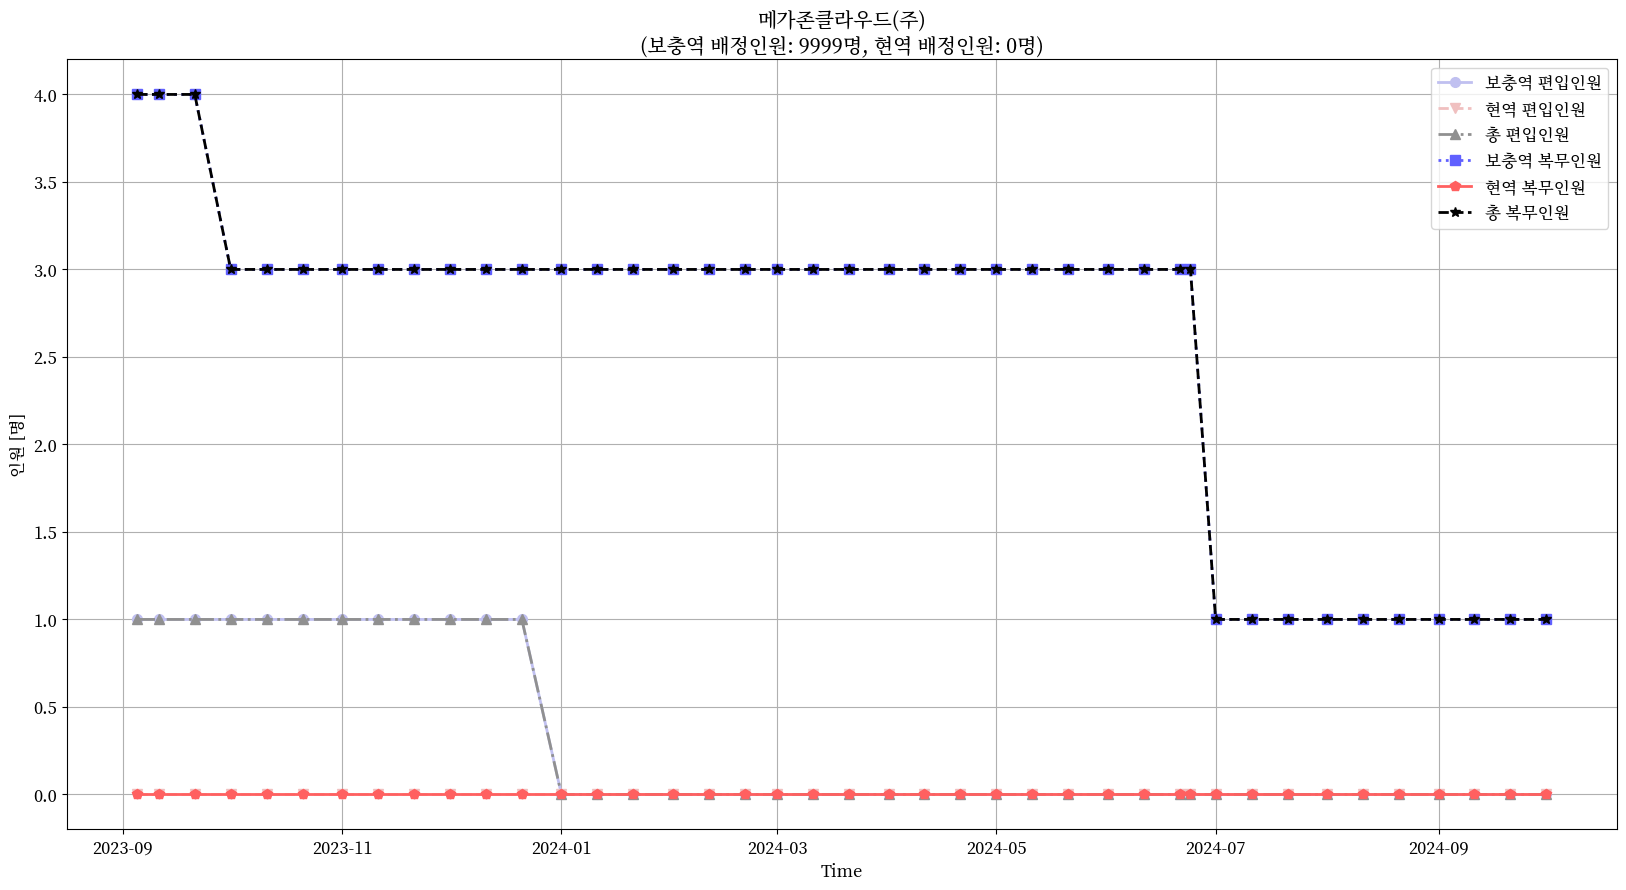 메가존클라우드(주)
(보충역 배정인원: 9999명, 현역 배정인원: 0명)
보충역 편입인원
현역 편입인원
총 편입인원
보충역 복무인원
현역 복무인원
총 복무인원
인원 [명]
4.0
3.5
3.0
2.5
2.0
1.5
1.0
0.5
0.0
2023-09
2023-11
2024-01
2024-03
2024-05
2024-07
2024-09
Time